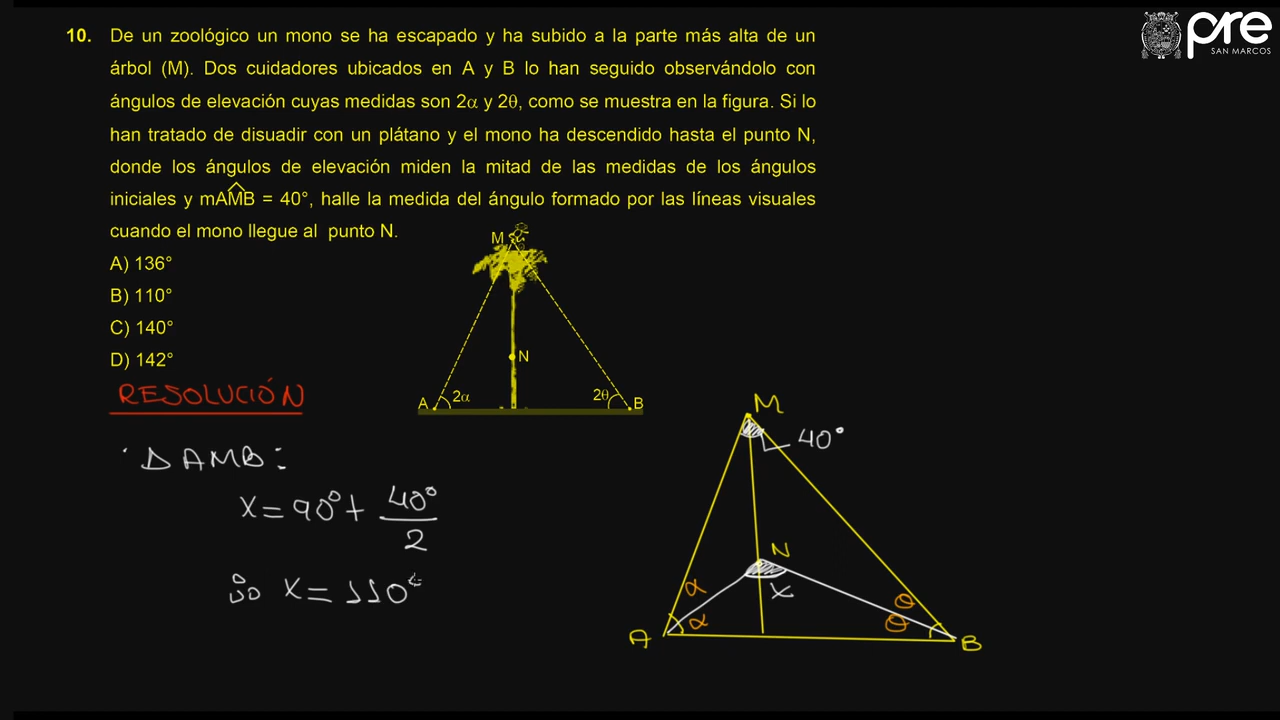 pre
SAN MARCOS
10. De un zoológico un mono se ha escapado y ha subido a la parte más alta de un
árbol (M). Dos cuidadores ubicados en A y B lo han seguido observándolo con
ángulos de elevación cuyas medidas son 2α y 2θ, como se muestra en la figura. Si lo
han tratado de disuadir con un plátano y el mono ha descendido hasta el punto N,
donde los ángulos de elevación miden la mitad de las medidas de los ángulos
iniciales y mAMB = 40°, halle la medida del ángulo formado por las líneas visuales
cuando el mono llegue al punto N.
A) 136°
B) 110°
C) 140°
D) 142°
M
N
A 2α 2θ B
RESOLUCIÓN
Δ AMB:
x = 90° + 40°/2
∴ x = 110°
M
40°
N
x
α
α
θ
θ
A
B